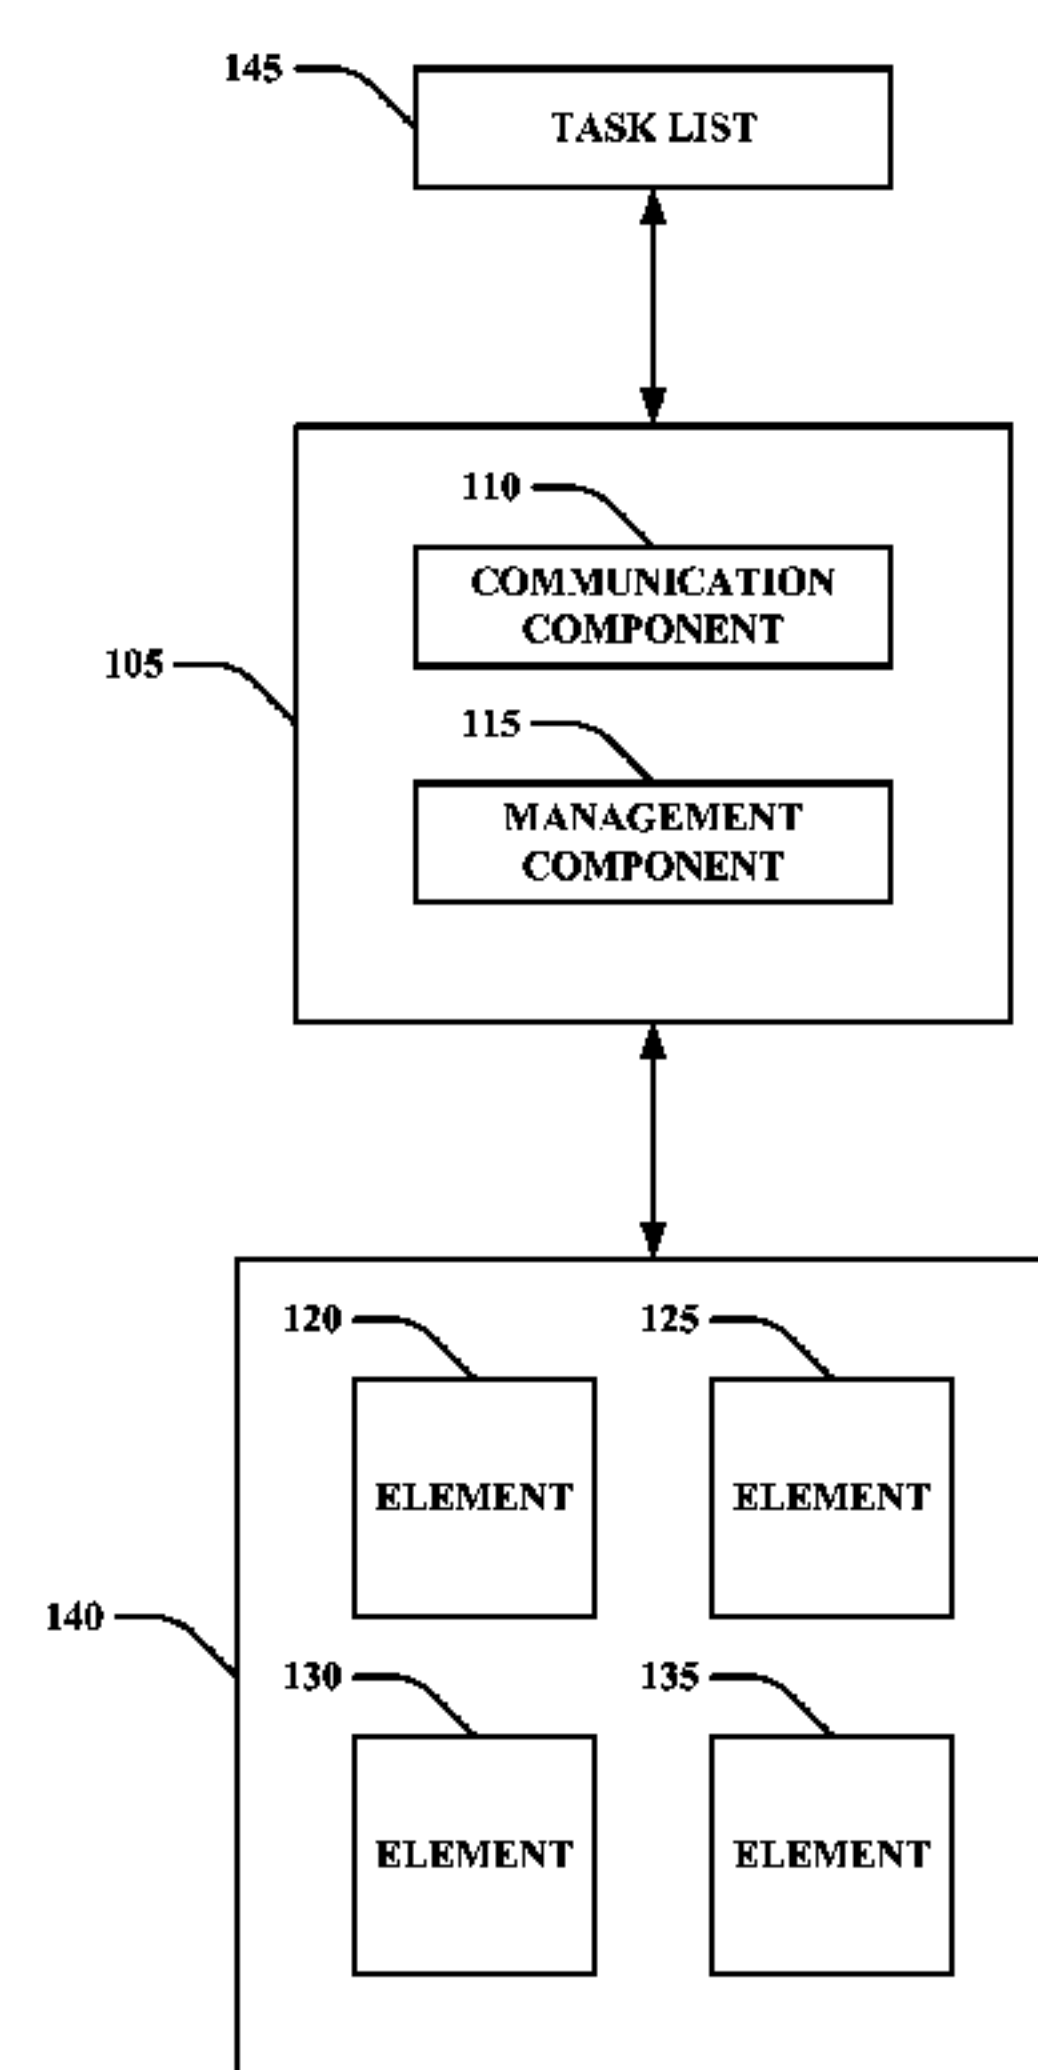 145
TASK LIST
110
COMMUNICATION
COMPONENT
105
115
MANAGEMENT
COMPONENT
120
125
ELEMENT
ELEMENT
140
130
135
ELEMENT
ELEMENT